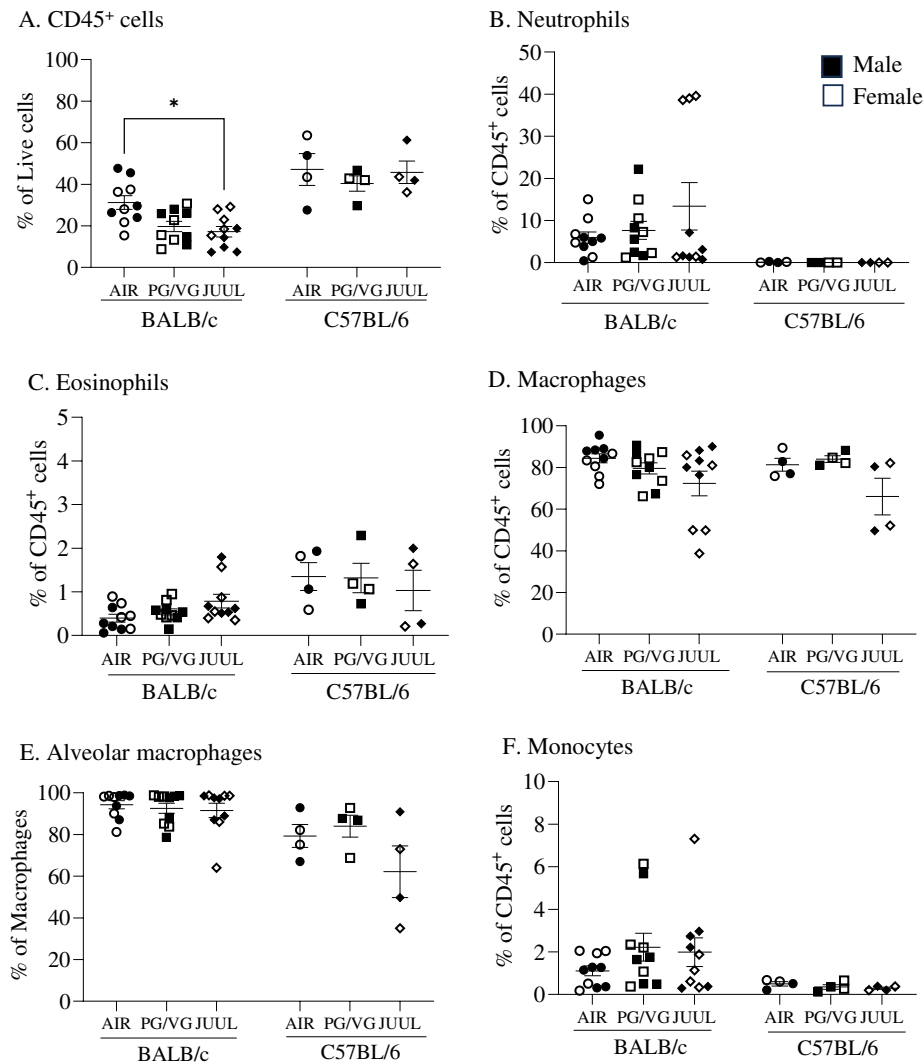 A. CD45⁺ cells
100
80
60
40
20
0
% of Live cells
*
AIR PG/VG JUUL
BALB/c
AIR PG/VG JUUL
C57BL/6
B. Neutrophils
50
40
30
20
10
0
% of CD45⁺ cells
Male
Female
AIR PG/VG JUUL
BALB/c
AIR PG/VG JUUL
C57BL/6
C. Eosinophils
5
4
3
2
1
0
% of CD45⁺ cells
AIR PG/VG JUUL
BALB/c
AIR PG/VG JUUL
C57BL/6
D. Macrophages
100
80
60
40
20
0
% of CD45⁺ cells
AIR PG/VG JUUL
BALB/c
AIR PG/VG JUUL
C57BL/6
E. Alveolar macrophages
100
80
60
40
20
0
% of Macrophages
AIR PG/VG JUUL
BALB/c
AIR PG/VG JUUL
C57BL/6
F. Monocytes
10
8
6
4
2
0
% of CD45⁺ cells
AIR PG/VG JUUL
BALB/c
AIR PG/VG JUUL
C57BL/6